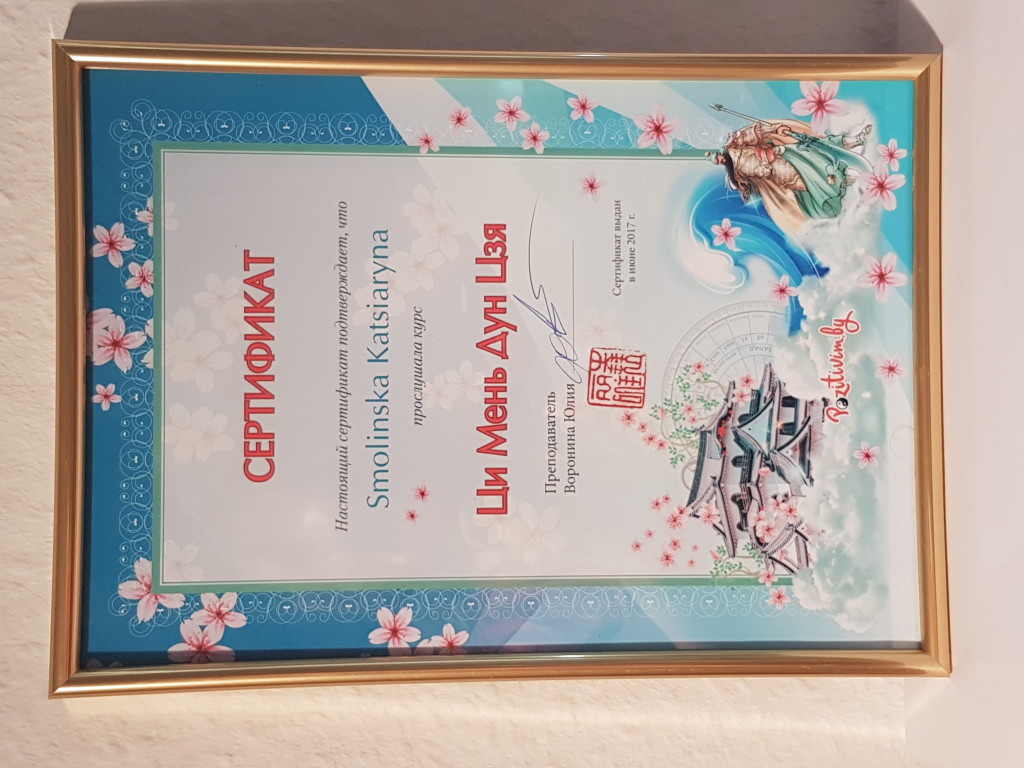 СЕРТИФИКАТ
Настоящий сертификат подтверждает, что
Smolinska Katsiaryna
прослушала курс
Ци Мень Дун Цзя
Преподаватель
Воронина Юлия
Сертификат выдан
в июне 2017 г.
ЗАПАД
Pozitivim.by